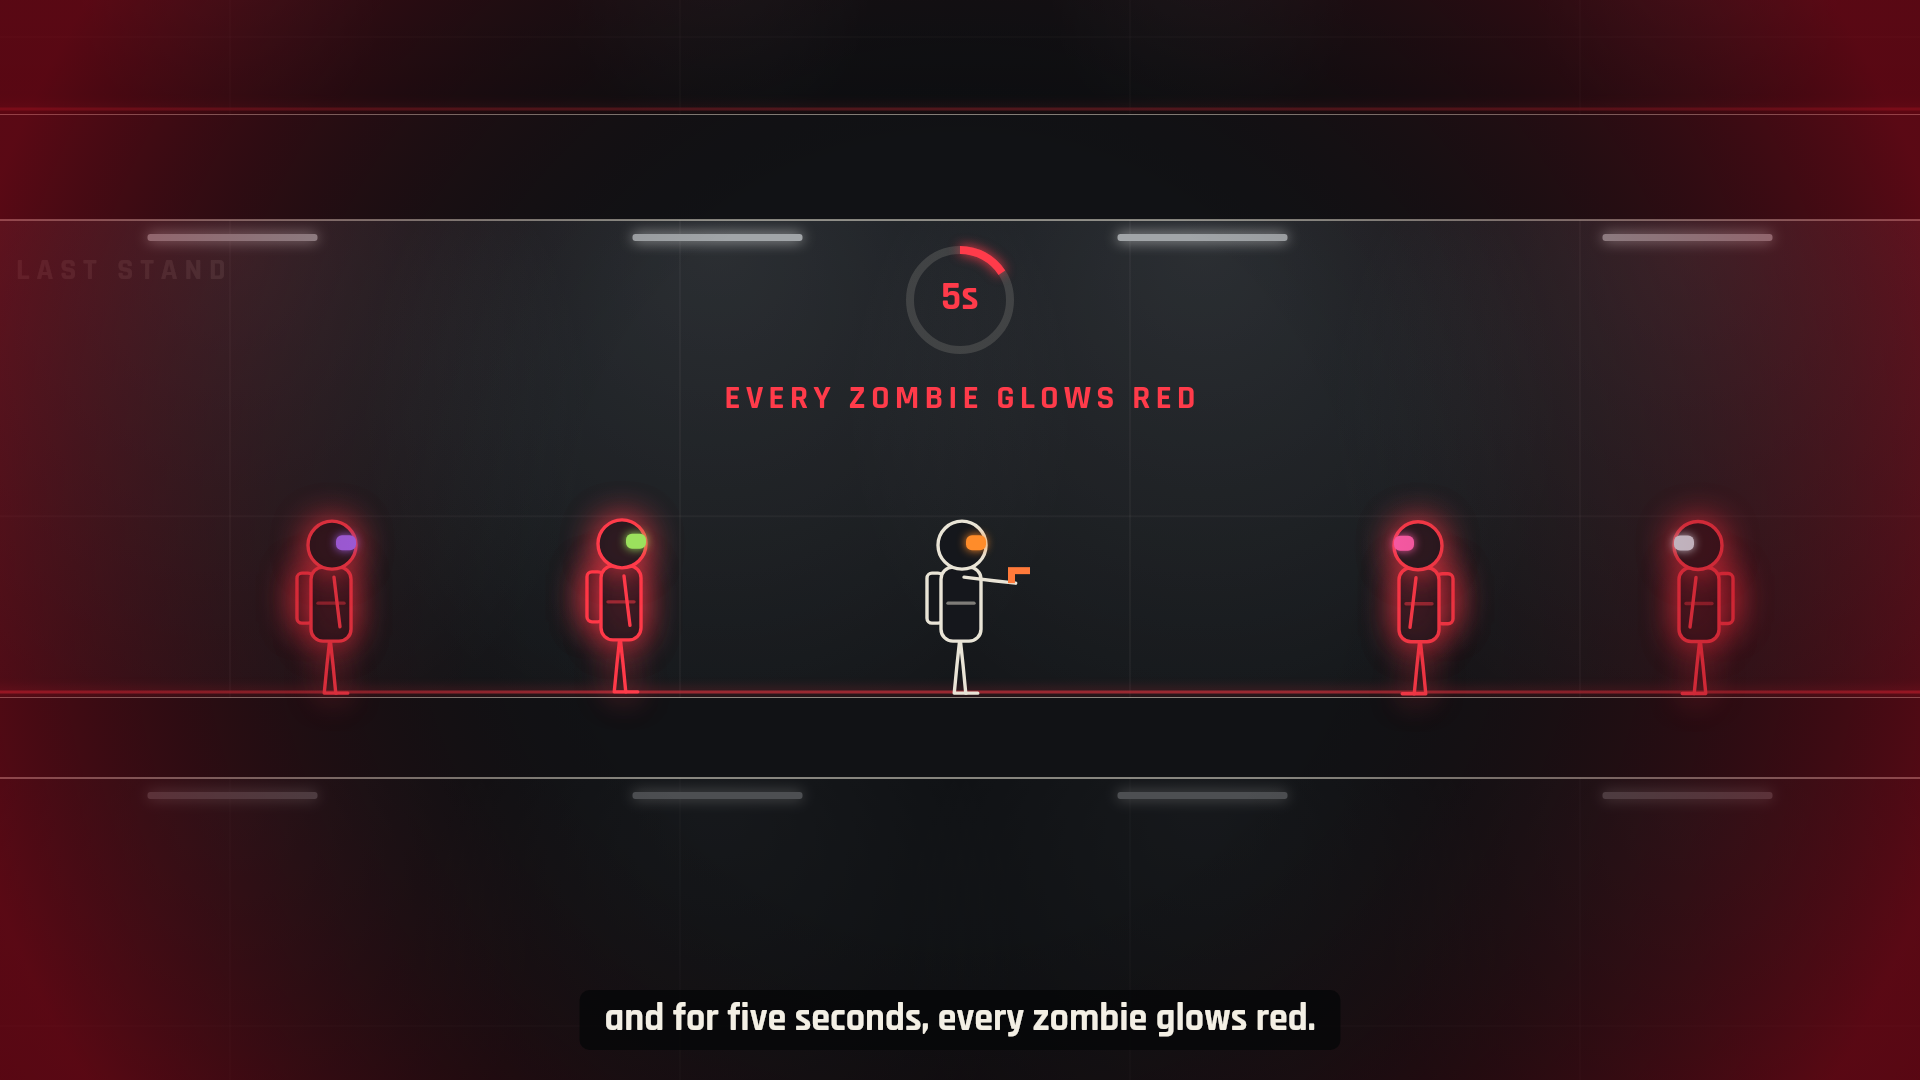 LAST STAND
5s
EVERY ZOMBIE GLOWS RED
and for five seconds, every zombie glows red.